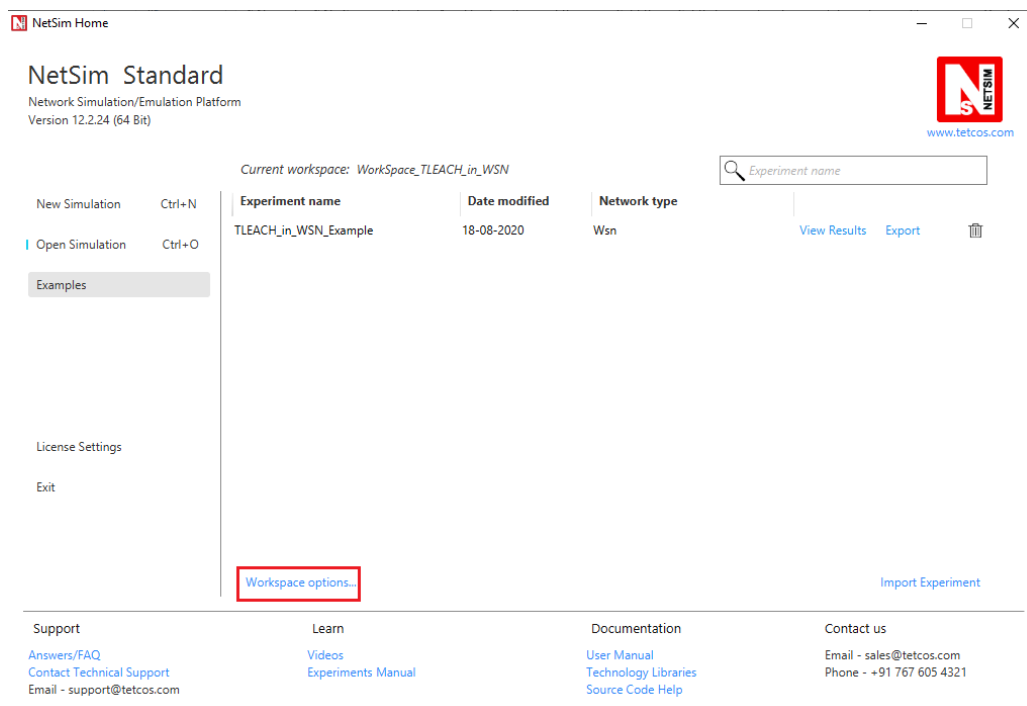 NetSim Home
NetSim Standard
Network Simulation/Emulation Platform
Version 12.2.24 (64 Bit)
NETSIM
NS
www.tetcos.com
Current workspace: WorkSpace_TLEACH_in_WSN
Experiment name
New Simulation Ctrl+N
Open Simulation Ctrl+O
Examples
License Settings
Exit
Experiment name Date modified Network type
TLEACH_in_WSN_Example 18-08-2020 Wsn View Results Export
Workspace options...
Import Experiment
Support
Answers/FAQ
Contact Technical Support
Email - support@tetcos.com
Learn
Videos
Experiments Manual
Documentation
User Manual
Technology Libraries
Source Code Help
Contact us
Email - sales@tetcos.com
Phone - +91 767 605 4321